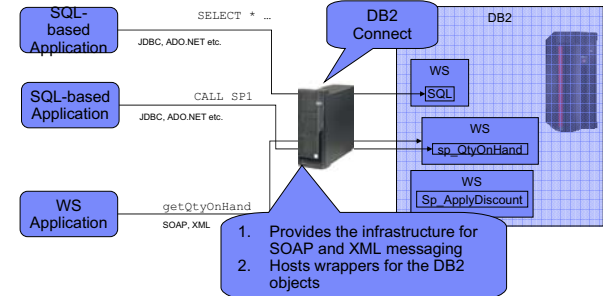 SQL-
based
Application
SELECT * …
JDBC, ADO.NET etc.
DB2
Connect
DB2
WS
SQL
SQL-based
Application
CALL SP1
JDBC, ADO.NET etc.
WS
sp_QtyOnHand
WS
Sp_ApplyDiscount
WS
Application
getQtyOnHand
SOAP, XML
1. Provides the infrastructure for
SOAP and XML messaging
2. Hosts wrappers for the DB2
objects